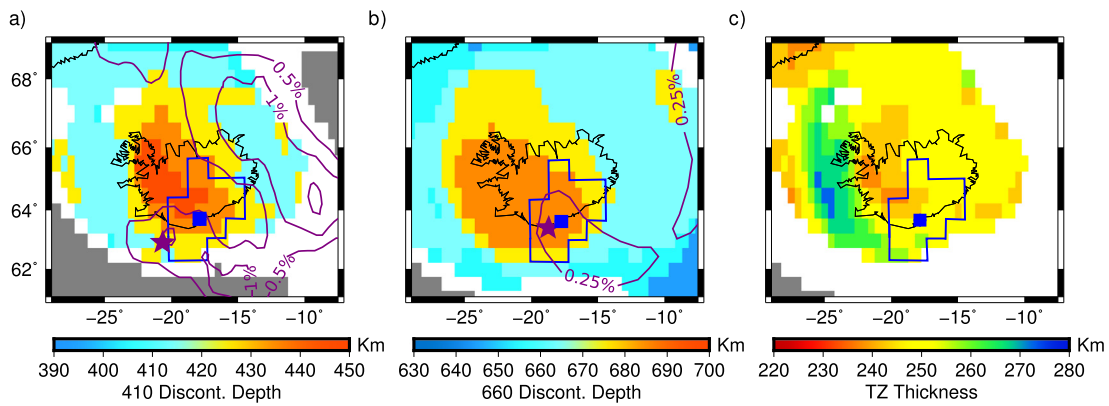 a)
b)
c)
68°
66°
64°
62°
0.5%
1%
-1%
-0.5%
0.25%
0.25%
−25° −20° −15° −10°
−25° −20° −15° −10°
−25° −20° −15° −10°
390 400 410 420 430 440 450 Km
410 Discont. Depth
630 640 650 660 670 680 690 700 Km
660 Discont. Depth
220 230 240 250 260 270 280 Km
TZ Thickness